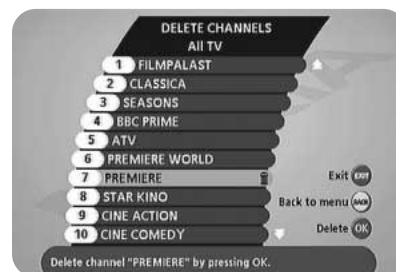 DELETE CHANNELS
All TV
1 FILMPALAST
2 CLASSICA
3 SEASONS
4 BBC PRIME
5 ATV
6 PREMIERE WORLD
7 PREMIERE
8 STAR KINO
9 CINE ACTION
10 CINE COMEDY
Exit EXIT
Back to menu BACK
Delete OK
Delete channel "PREMIERE" by pressing OK.